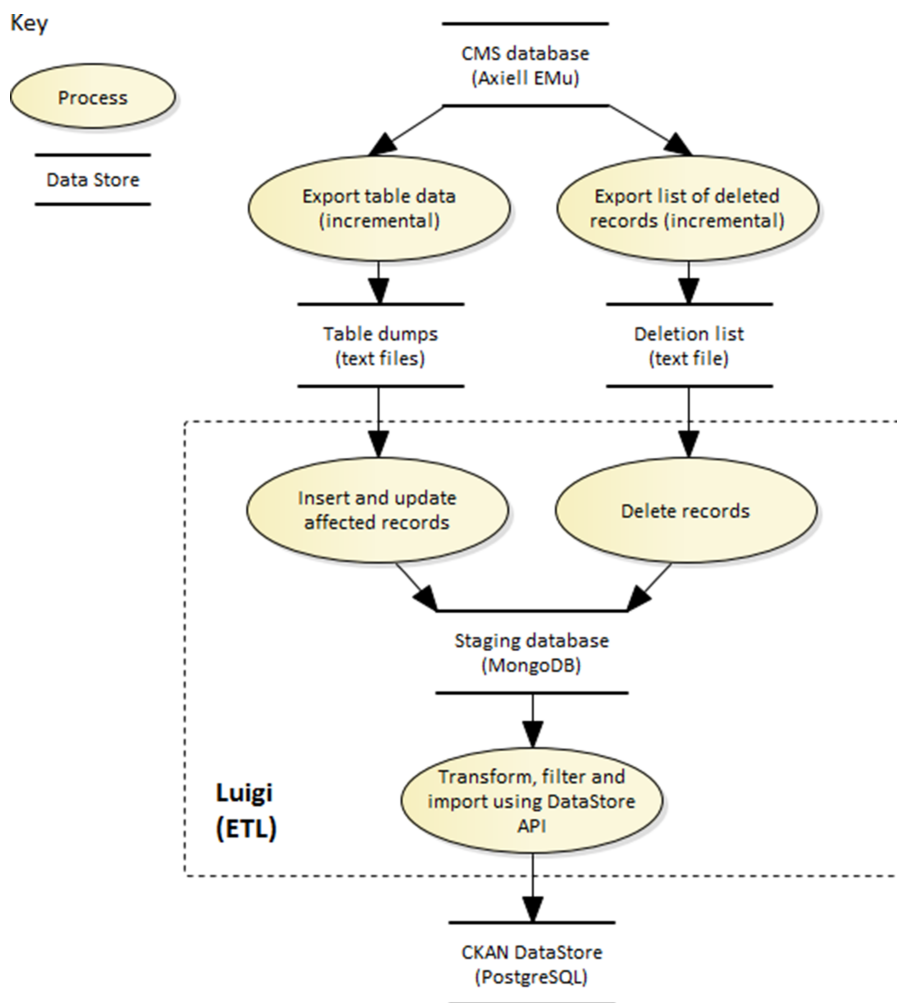 Key
Process
Data Store
CMS database
(Axiell EMu)
Export table data
(incremental)
Export list of deleted
records (incremental)
Table dumps
(text files)
Deletion list
(text file)
Insert and update
affected records
Delete records
Staging database
(MongoDB)
Transform, filter and
import using DataStore
API
Luigi
(ETL)
CKAN DataStore
(PostgreSQL)